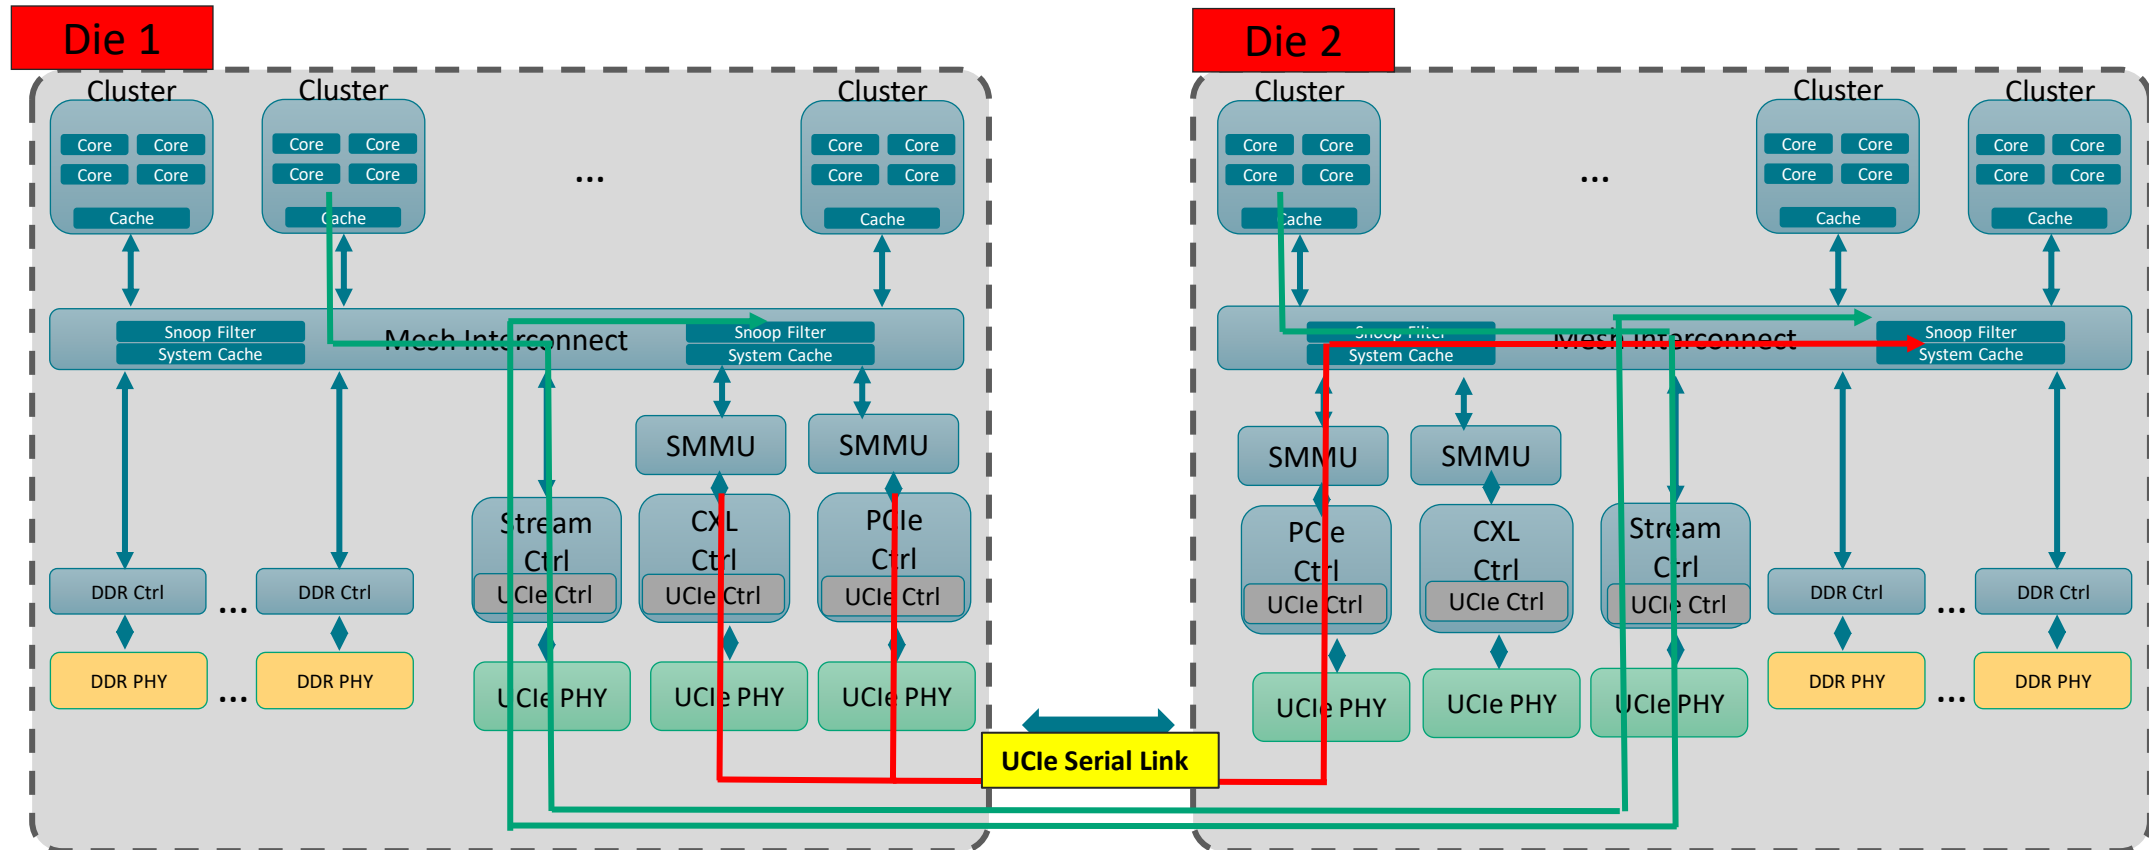 Die 1
Die 2
Cluster
Cluster
Cluster
Core Core
Core Core
Cache
Core Core
Core Core
Cache
...
Core Core
Core Core
Cache
Snoop Filter
System Cache
Mesh Interconnect
Snoop Filter
System Cache
SMMU
SMMU
Stream
Ctrl
UCIe Ctrl
CXL
Ctrl
UCIe Ctrl
PCIe
Ctrl
UCIe Ctrl
DDR Ctrl
...
DDR Ctrl
DDR PHY
...
DDR PHY
UCIe PHY
UCIe PHY
UCIe PHY
UCIe Serial Link
Cluster
Cluster
Cluster
Core Core
Core Core
Cache
...
Core Core
Core Core
Cache
Core Core
Core Core
Cache
Snoop Filter
System Cache
Mesh Interconnect
Snoop Filter
System Cache
SMMU
SMMU
PCIe
Ctrl
UCIe Ctrl
CXL
Ctrl
UCIe Ctrl
Stream
Ctrl
UCIe Ctrl
DDR Ctrl
...
DDR Ctrl
UCIe PHY
UCIe PHY
UCIe PHY
DDR PHY
...
DDR PHY